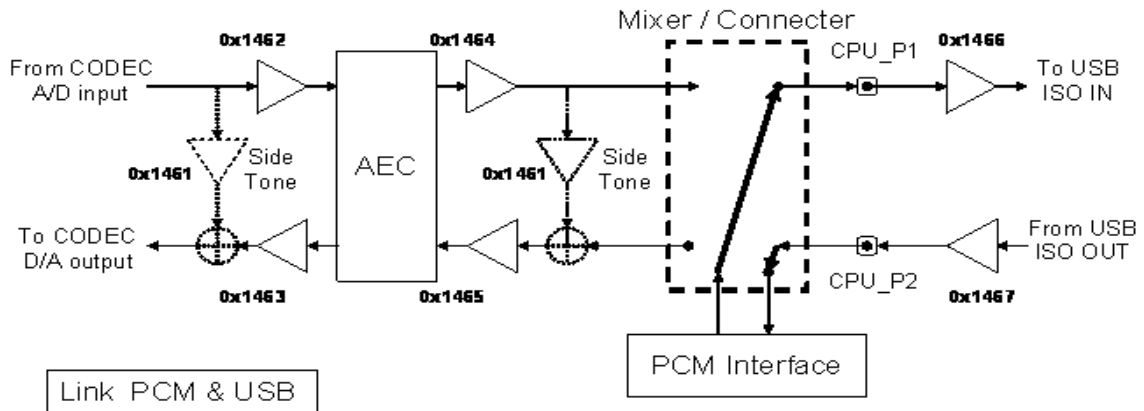 Mixer / Connecter
0x1462
0x1464
CPU_P1
0x1466
From CODEC
A/D input
To USB
ISO IN
0x1461
Side
Tone
AEC
0x1461
Side
Tone
To CODEC
D/A output
From USB
ISO OUT
0x1463
0x1465
CPU_P2
0x1467
PCM Interface
Link PCM & USB